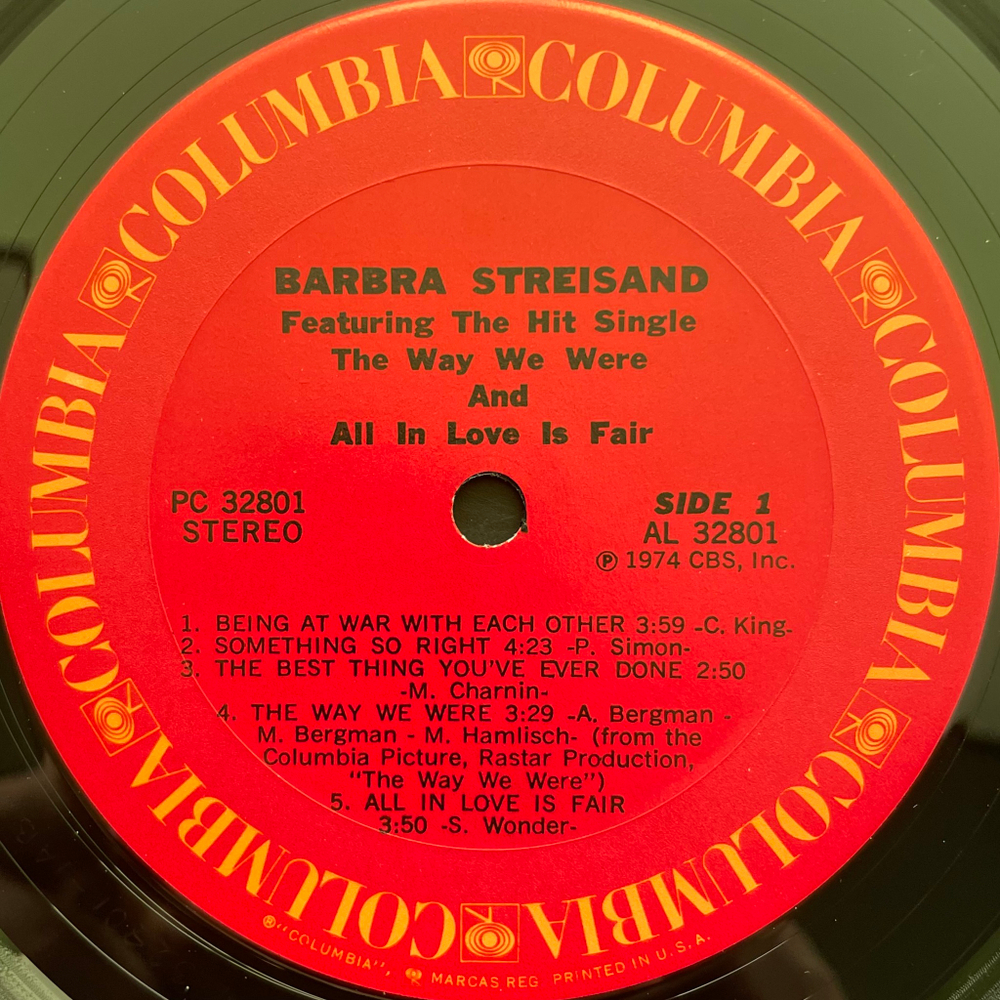 COLUMBIA COLUMBIA COLUMBIA COLUMBIA COLUMBIA COLUMBIA COLUMBIA COLUMBIA
BARBRA STREISAND
Featuring The Hit Single
The Way We Were
And
All In Love Is Fair
PC 32801
STEREO
SIDE 1
AL 32801
Ⓟ 1974 CBS, Inc.
1. BEING AT WAR WITH EACH OTHER 3:59 -C. King-
2. SOMETHING SO RIGHT 4:23 -P. Simon-
3. THE BEST THING YOU'VE EVER DONE 2:50
-M. Charnin-
4. THE WAY WE WERE 3:29 -A. Bergman -
M. Bergman - M. Hamlisch- (from the
Columbia Picture, Rastar Production,
"The Way We Were")
5. ALL IN LOVE IS FAIR
3:50 -S. Wonder-
®"COLUMBIA", MARCAS REG PRINTED IN U.S.A.